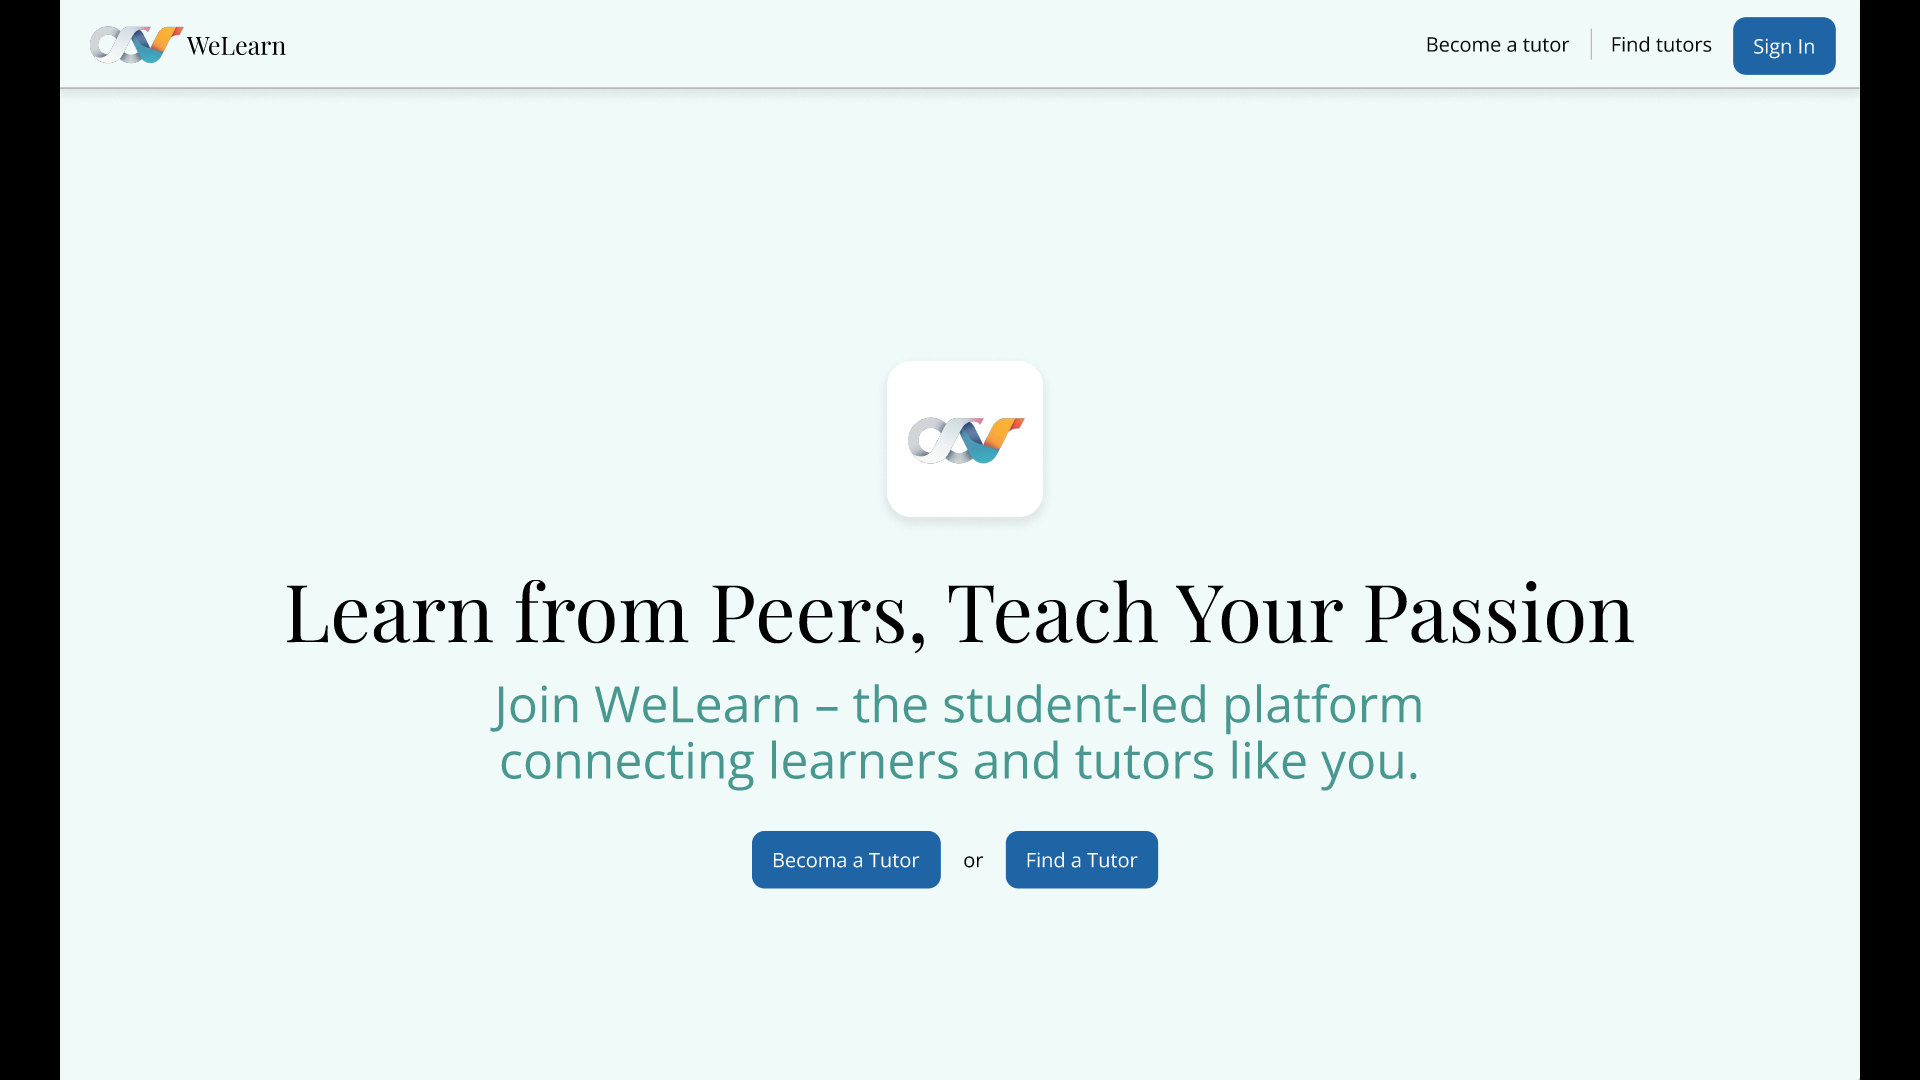 WeLearn
Become a tutor
Find tutors
Sign In
Learn from Peers, Teach Your Passion
Join WeLearn – the student-led platform
connecting learners and tutors like you.
Becoma a Tutor
or
Find a Tutor